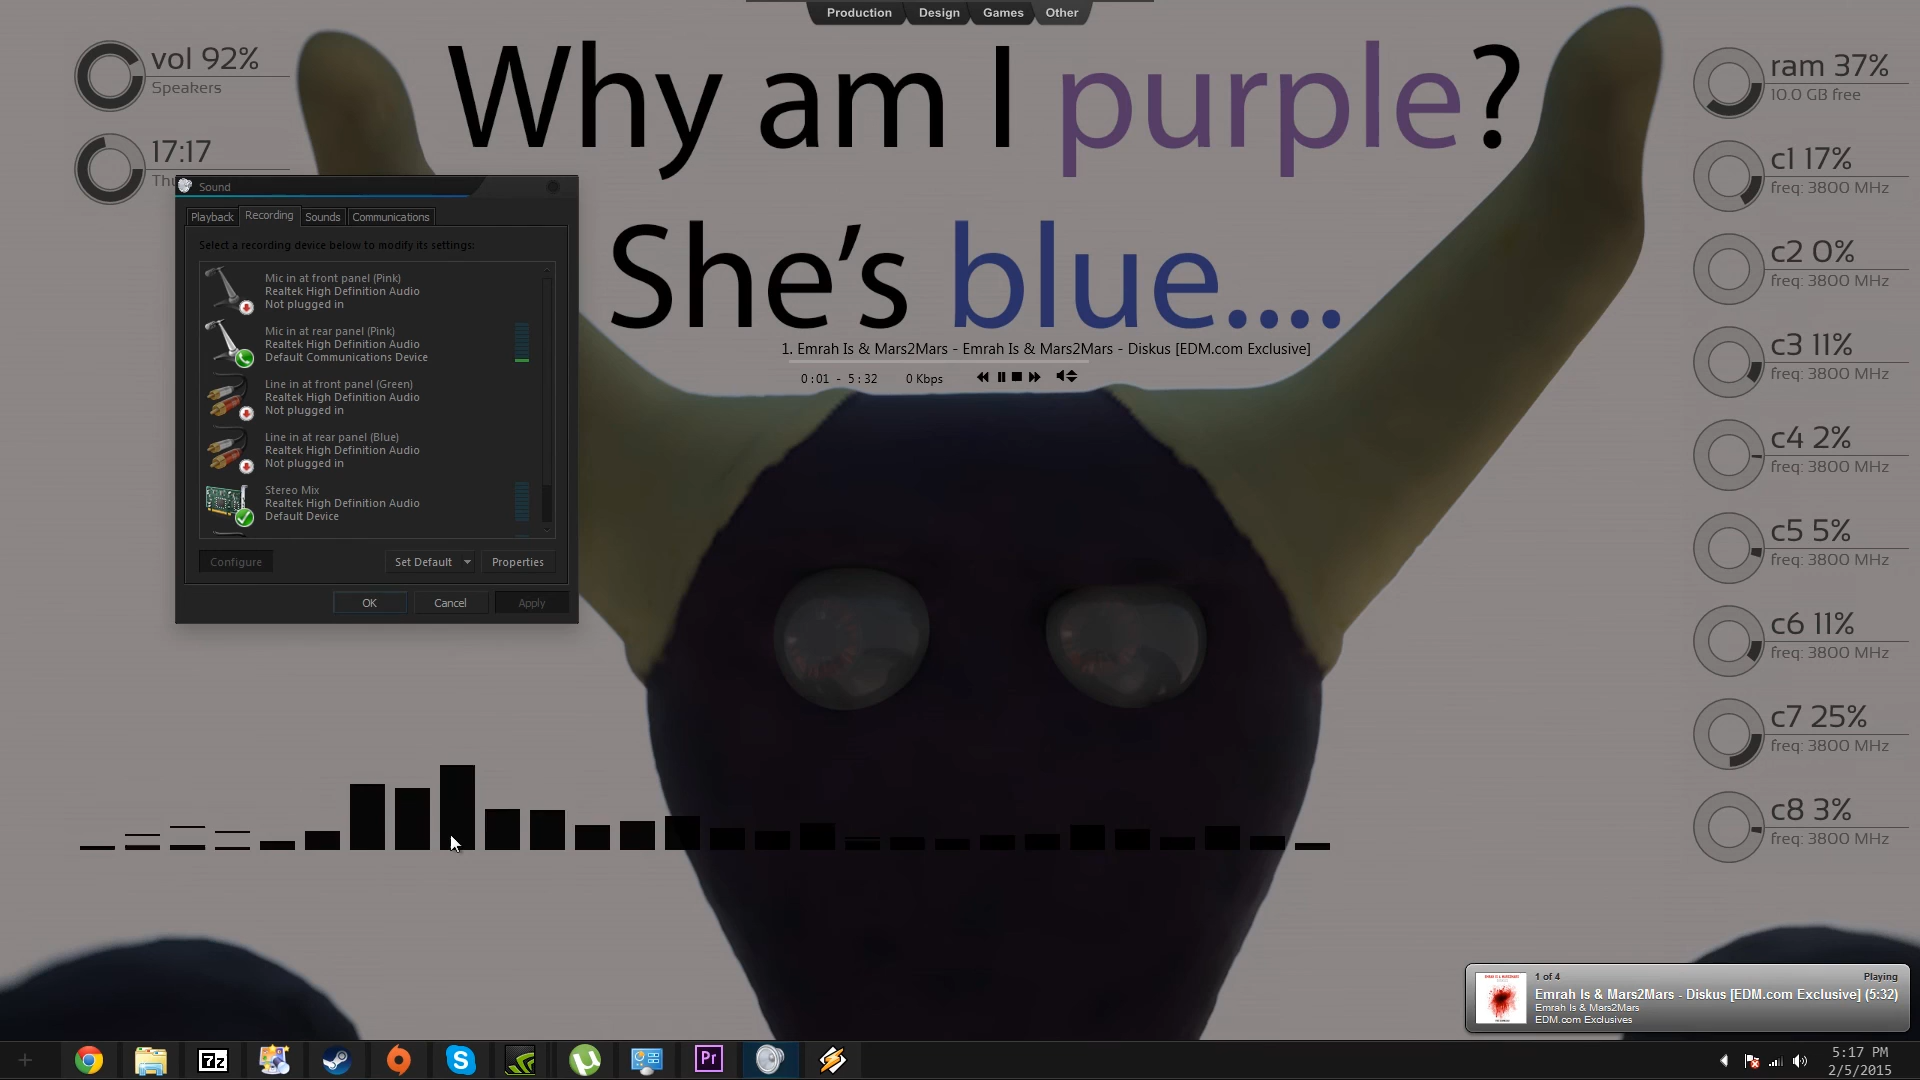 Production Design Games Other
vol 92%
Speakers
17:17
Why am I purple?
She's blue....
1. Emrah Is & Mars2Mars - Emrah Is & Mars2Mars - Diskus [EDM.com Exclusive]
0:01 - 5:32 0 Kbps
Sound
Playback Recording Sounds Communications
Select a recording device below to modify its settings:
Mic in at front panel (Pink)
Realtek High Definition Audio
Not plugged in
Mic in at rear panel (Pink)
Realtek High Definition Audio
Default Communications Device
Line in at front panel (Green)
Realtek High Definition Audio
Not plugged in
Line in at rear panel (Blue)
Realtek High Definition Audio
Not plugged in
Stereo Mix
Realtek High Definition Audio
Default Device
Configure Set Default Properties
OK Cancel Apply
ram 37%
10.0 GB free
c1 17%
freq: 3800 MHz
c2 0%
freq: 3800 MHz
c3 11%
freq: 3800 MHz
c4 2%
freq: 3800 MHz
c5 5%
freq: 3800 MHz
c6 11%
freq: 3800 MHz
c7 25%
freq: 3800 MHz
c8 3%
freq: 3800 MHz
1 of 4 Playing
Emrah Is & Mars2Mars - Diskus [EDM.com Exclusive] (5:32)
Emrah Is & Mars2Mars
EDM.com Exclusives
7z
Pr
5:17 PM
2/5/2015